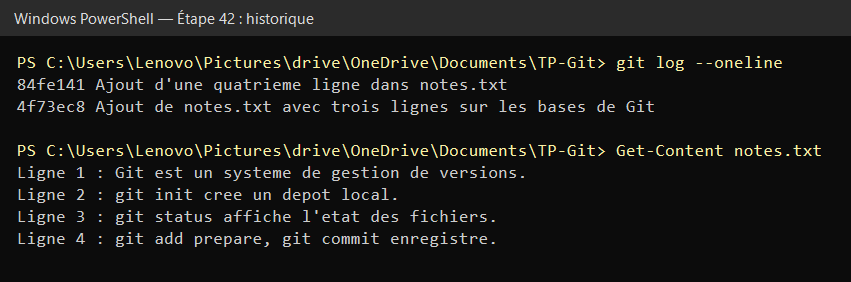 Windows PowerShell — Étape 42 : historique
PS C:\Users\Lenovo\Pictures\drive\OneDrive\Documents\TP-Git> git log --oneline
84fe141 Ajout d'une quatrieme ligne dans notes.txt
4f73ec8 Ajout de notes.txt avec trois lignes sur les bases de Git
PS C:\Users\Lenovo\Pictures\drive\OneDrive\Documents\TP-Git> Get-Content notes.txt
Ligne 1 : Git est un systeme de gestion de versions.
Ligne 2 : git init cree un depot local.
Ligne 3 : git status affiche l'etat des fichiers.
Ligne 4 : git add prepare, git commit enregistre.